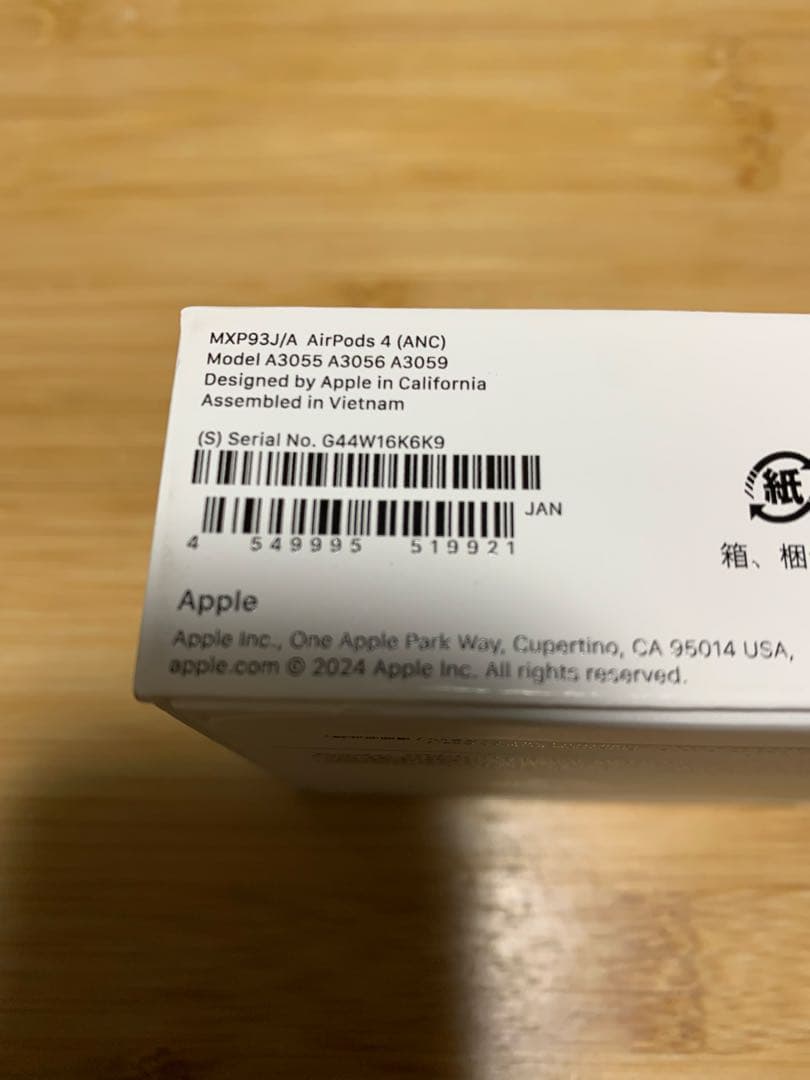 MXP93J/A AirPods 4 (ANC)
Model A3055 A3056 A3059
Designed by Apple in California
Assembled in Vietnam
(S) Serial No. G44W16K6K9
JAN
4 549995 519921
紙
箱、梱
Apple
Apple Inc., One Apple Park Way, Cupertino, CA 95014 USA,
apple.com © 2024 Apple Inc. All rights reserved.